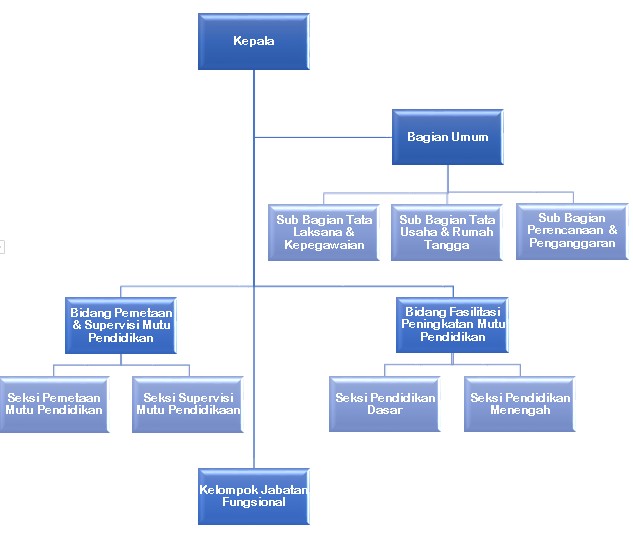 Kepala
Bagian Umum
Sub Bagian Tata
Laksana &
Kepegawaian
Sub Bagian Tata
Usaha & Rumah
Tangga
Sub Bagian
Perencanaan &
Penganggaran
Bidang Pemetaan
& Supervisi Mutu
Pendidikan
Bidang Fasilitasi
Peningkatan Mutu
Pendidikan
Seksi Pemetaan
Mutu Pendidikan
Seksi Supervisi
Mutu Pendidikaan
Seksi Pendidikan
Dasar
Seksi Pendidikan
Menengah
Kelompok Jabatan
Fungsional